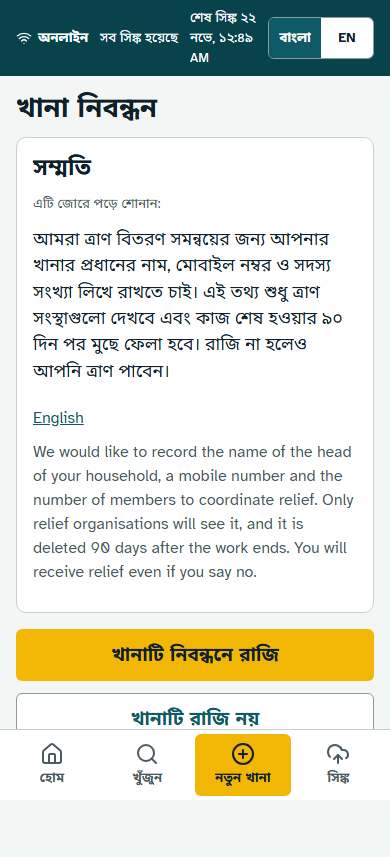 অনলাইন
সব সিঙ্ক হয়েছে
শেষ সিঙ্ক ২২
নভে, ১২:৪৯
AM
বাংলা
EN
খানা নিবন্ধন
সম্মতি
এটি জোরে পড়ে শোনান:
আমরা ত্রাণ বিতরণ সমন্বয়ের জন্য আপনার
খানার প্রধানের নাম, মোবাইল নম্বর ও সদস্য
সংখ্যা লিখে রাখতে চাই। এই তথ্য শুধু ত্রাণ
সংস্থাগুলো দেখবে এবং কাজ শেষ হওয়ার ৯০
দিন পর মুছে ফেলা হবে। রাজি না হলেও
আপনি ত্রাণ পাবেন।
English
We would like to record the name of the head
of your household, a mobile number and the
number of members to coordinate relief. Only
relief organisations will see it, and it is
deleted 90 days after the work ends. You will
receive relief even if you say no.
খানাটি নিবন্ধনে রাজি
খানাটি রাজি নয়
হোম
খুঁজুন
নতুন খানা
সিঙ্ক